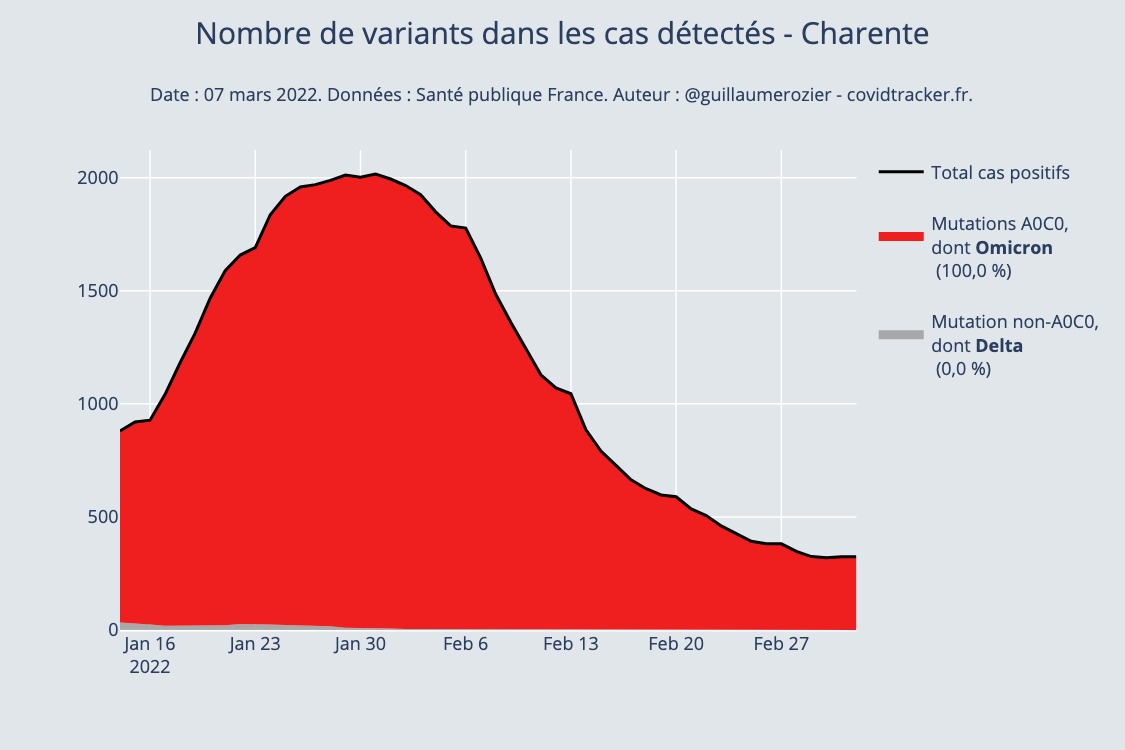 Nombre de variants dans les cas détectés - Charente
Date : 07 mars 2022. Données : Santé publique France. Auteur : @guillaumerozier - covidtracker.fr.
2000
1500
1000
500
0
Jan 16
2022
Jan 23
Jan 30
Feb 6
Feb 13
Feb 20
Feb 27
Total cas positifs
Mutations A0C0,
dont Omicron
(100,0 %)
Mutation non-A0C0,
dont Delta
(0,0 %)